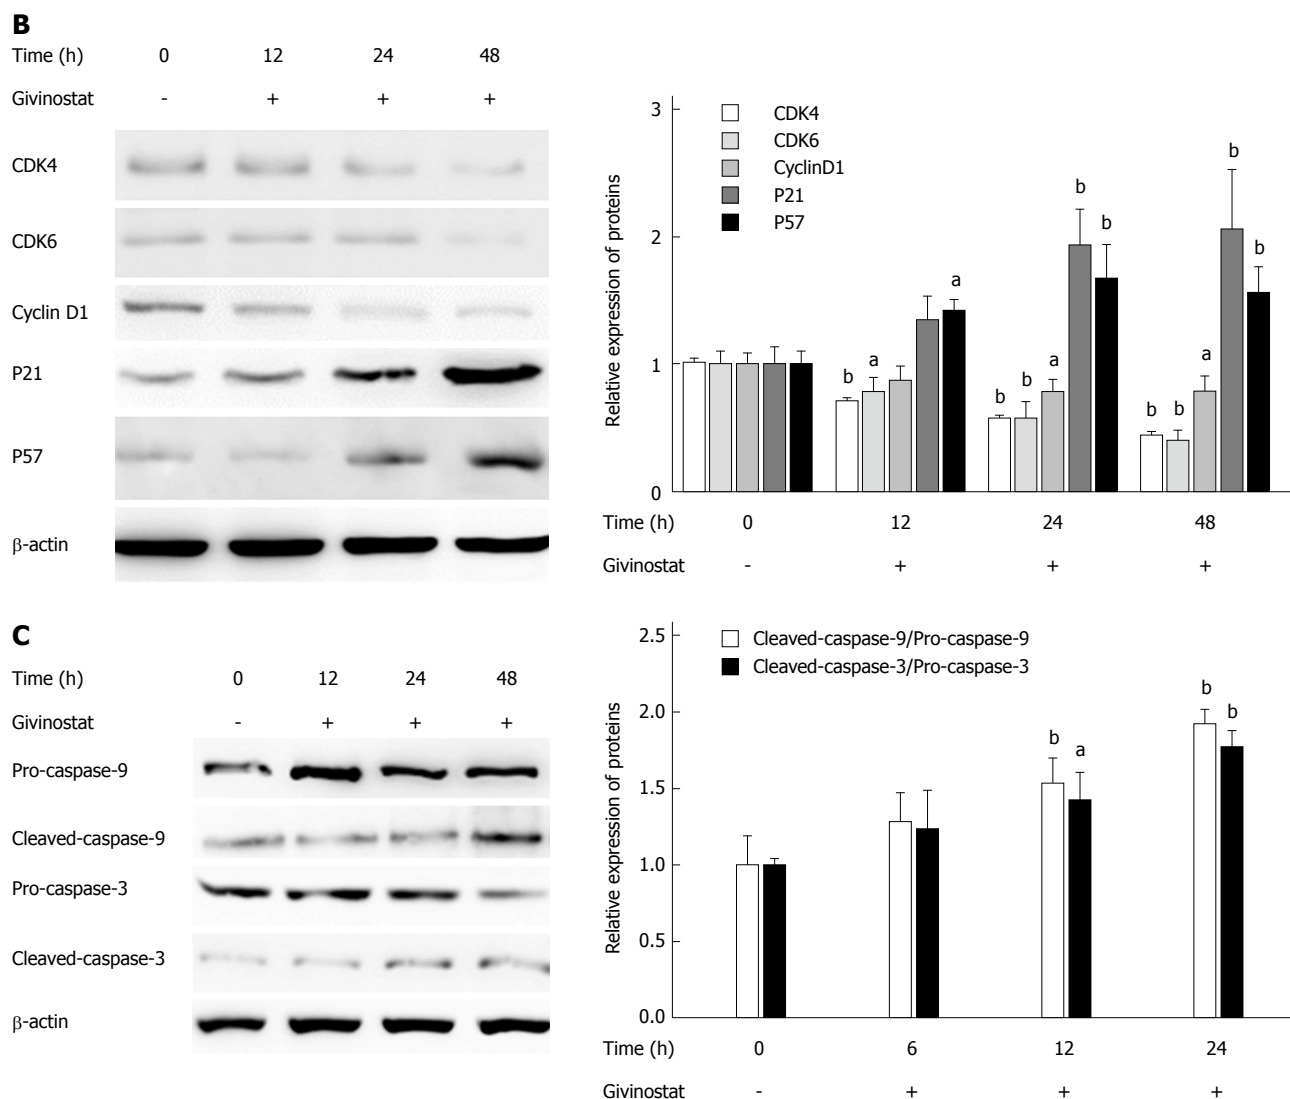 B
Time (h) 0 12 24 48
Givinostat - + + +
CDK4
CDK6
Cyclin D1
P21
P57
β-actin
3
2
1
0
Relative expression of proteins
CDK4
CDK6
CyclinD1
P21
P57
b a a
b b a b b
b b a b b
Time (h) 0 12 24 48
Givinostat - + + +
C
Time (h) 0 12 24 48
Givinostat - + + +
Pro-caspase-9
Cleaved-caspase-9
Pro-caspase-3
Cleaved-caspase-3
β-actin
2.5
2.0
1.5
1.0
0.5
0.0
Relative expression of proteins
Cleaved-caspase-9/Pro-caspase-9
Cleaved-caspase-3/Pro-caspase-3
b a
b b
Time (h) 0 6 12 24
Givinostat - + + +